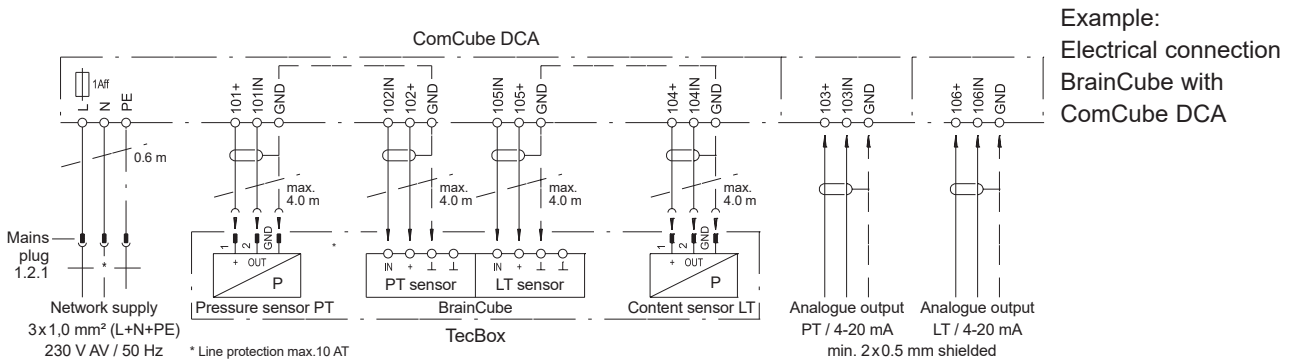 ComCube DCA
Example:
Electrical connection
BrainCube with
ComCube DCA
1Aff
L
N
PE
101+
101IN
GND
102IN
102+
GND
105IN
105+
GND
104+
104IN
GND
103+
103IN
GND
106+
106IN
GND
0.6 m
max.
4.0 m
max.
4.0 m
max.
4.0 m
max.
4.0 m
Mains
plug
1.2.1
*
1
2
GND
*
+ OUT
P
IN + ⊥ ⊥
PT sensor
IN + ⊥ ⊥
LT sensor
1
2
GND
+ OUT
P
Network supply
3x1,0 mm² (L+N+PE)
230 V AV / 50 Hz
Pressure sensor PT
BrainCube
Content sensor LT
TecBox
* Line protection max.10 AT
Analogue output
PT / 4-20 mA
Analogue output
LT / 4-20 mA
min. 2x0.5 mm shielded